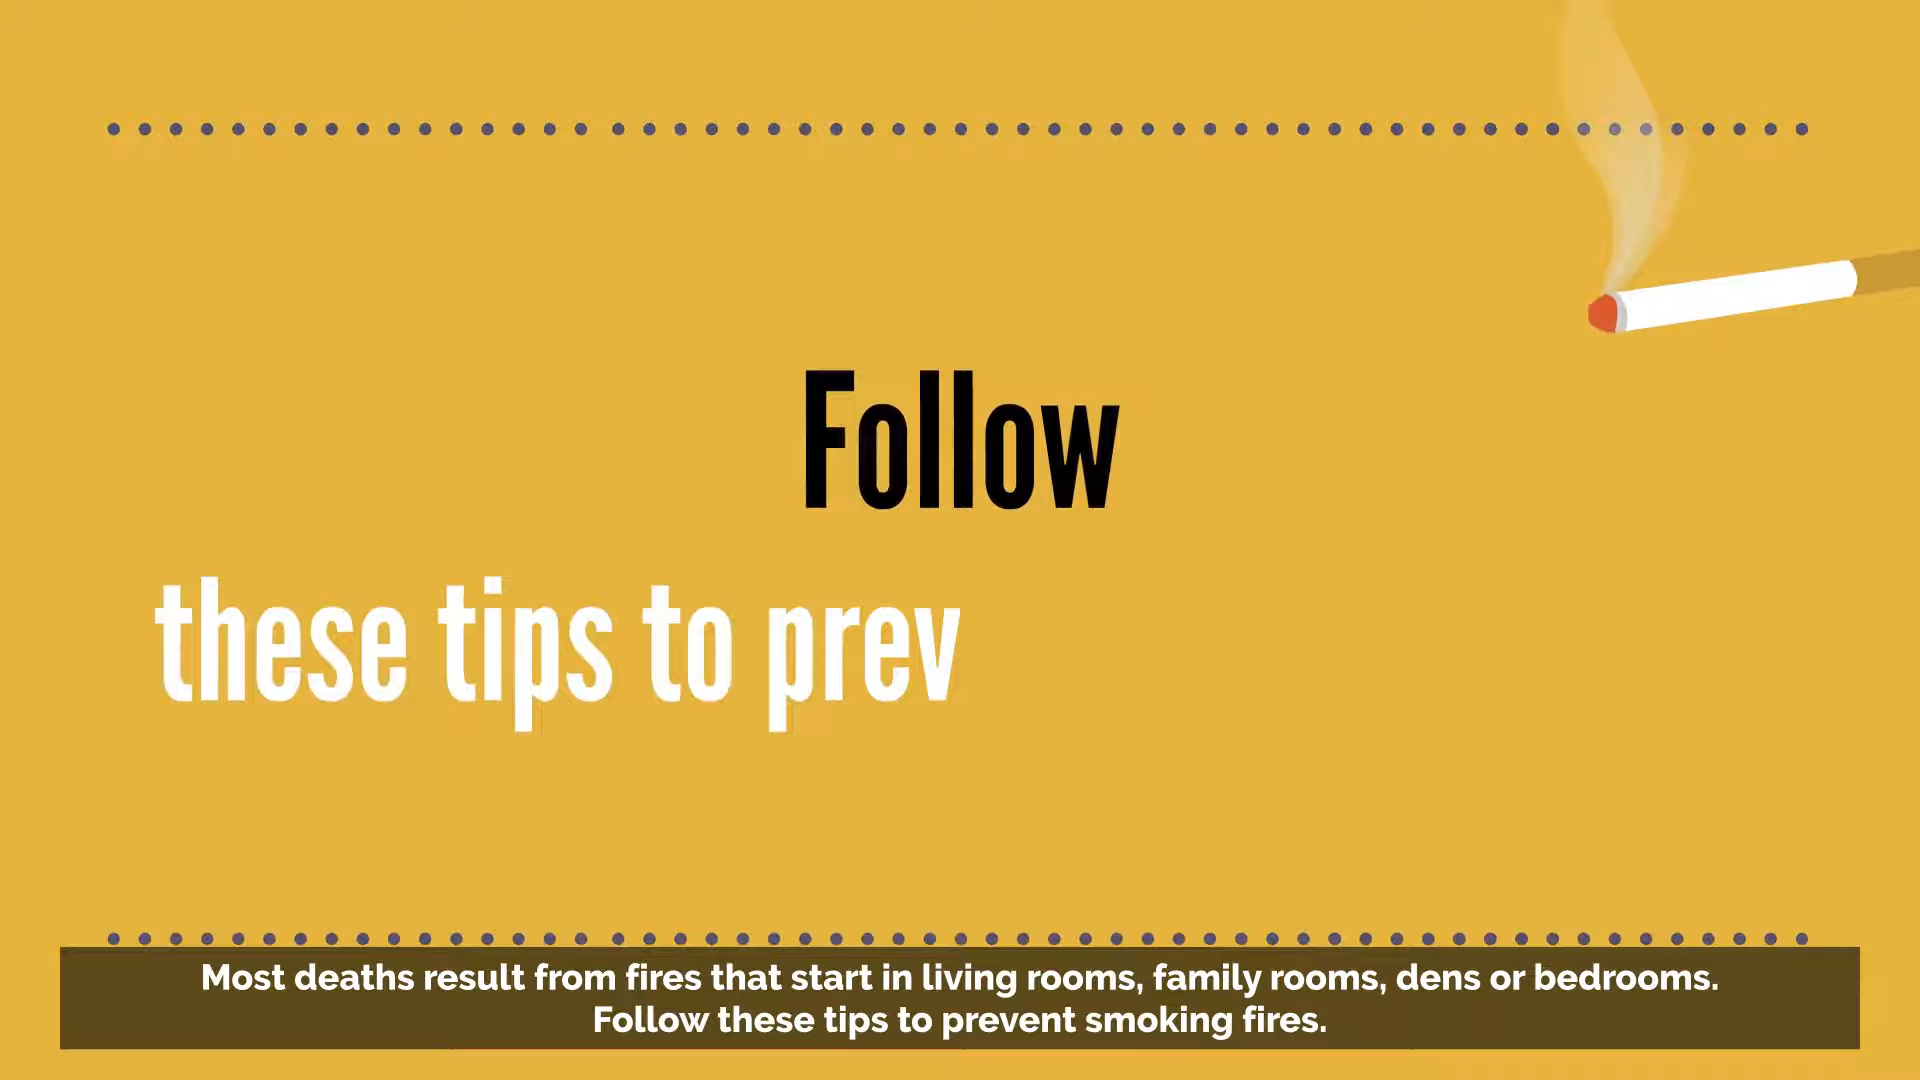 Follow
these tips to prev
Most deaths result from fires that start in living rooms, family rooms, dens or bedrooms.
Follow these tips to prevent smoking fires.